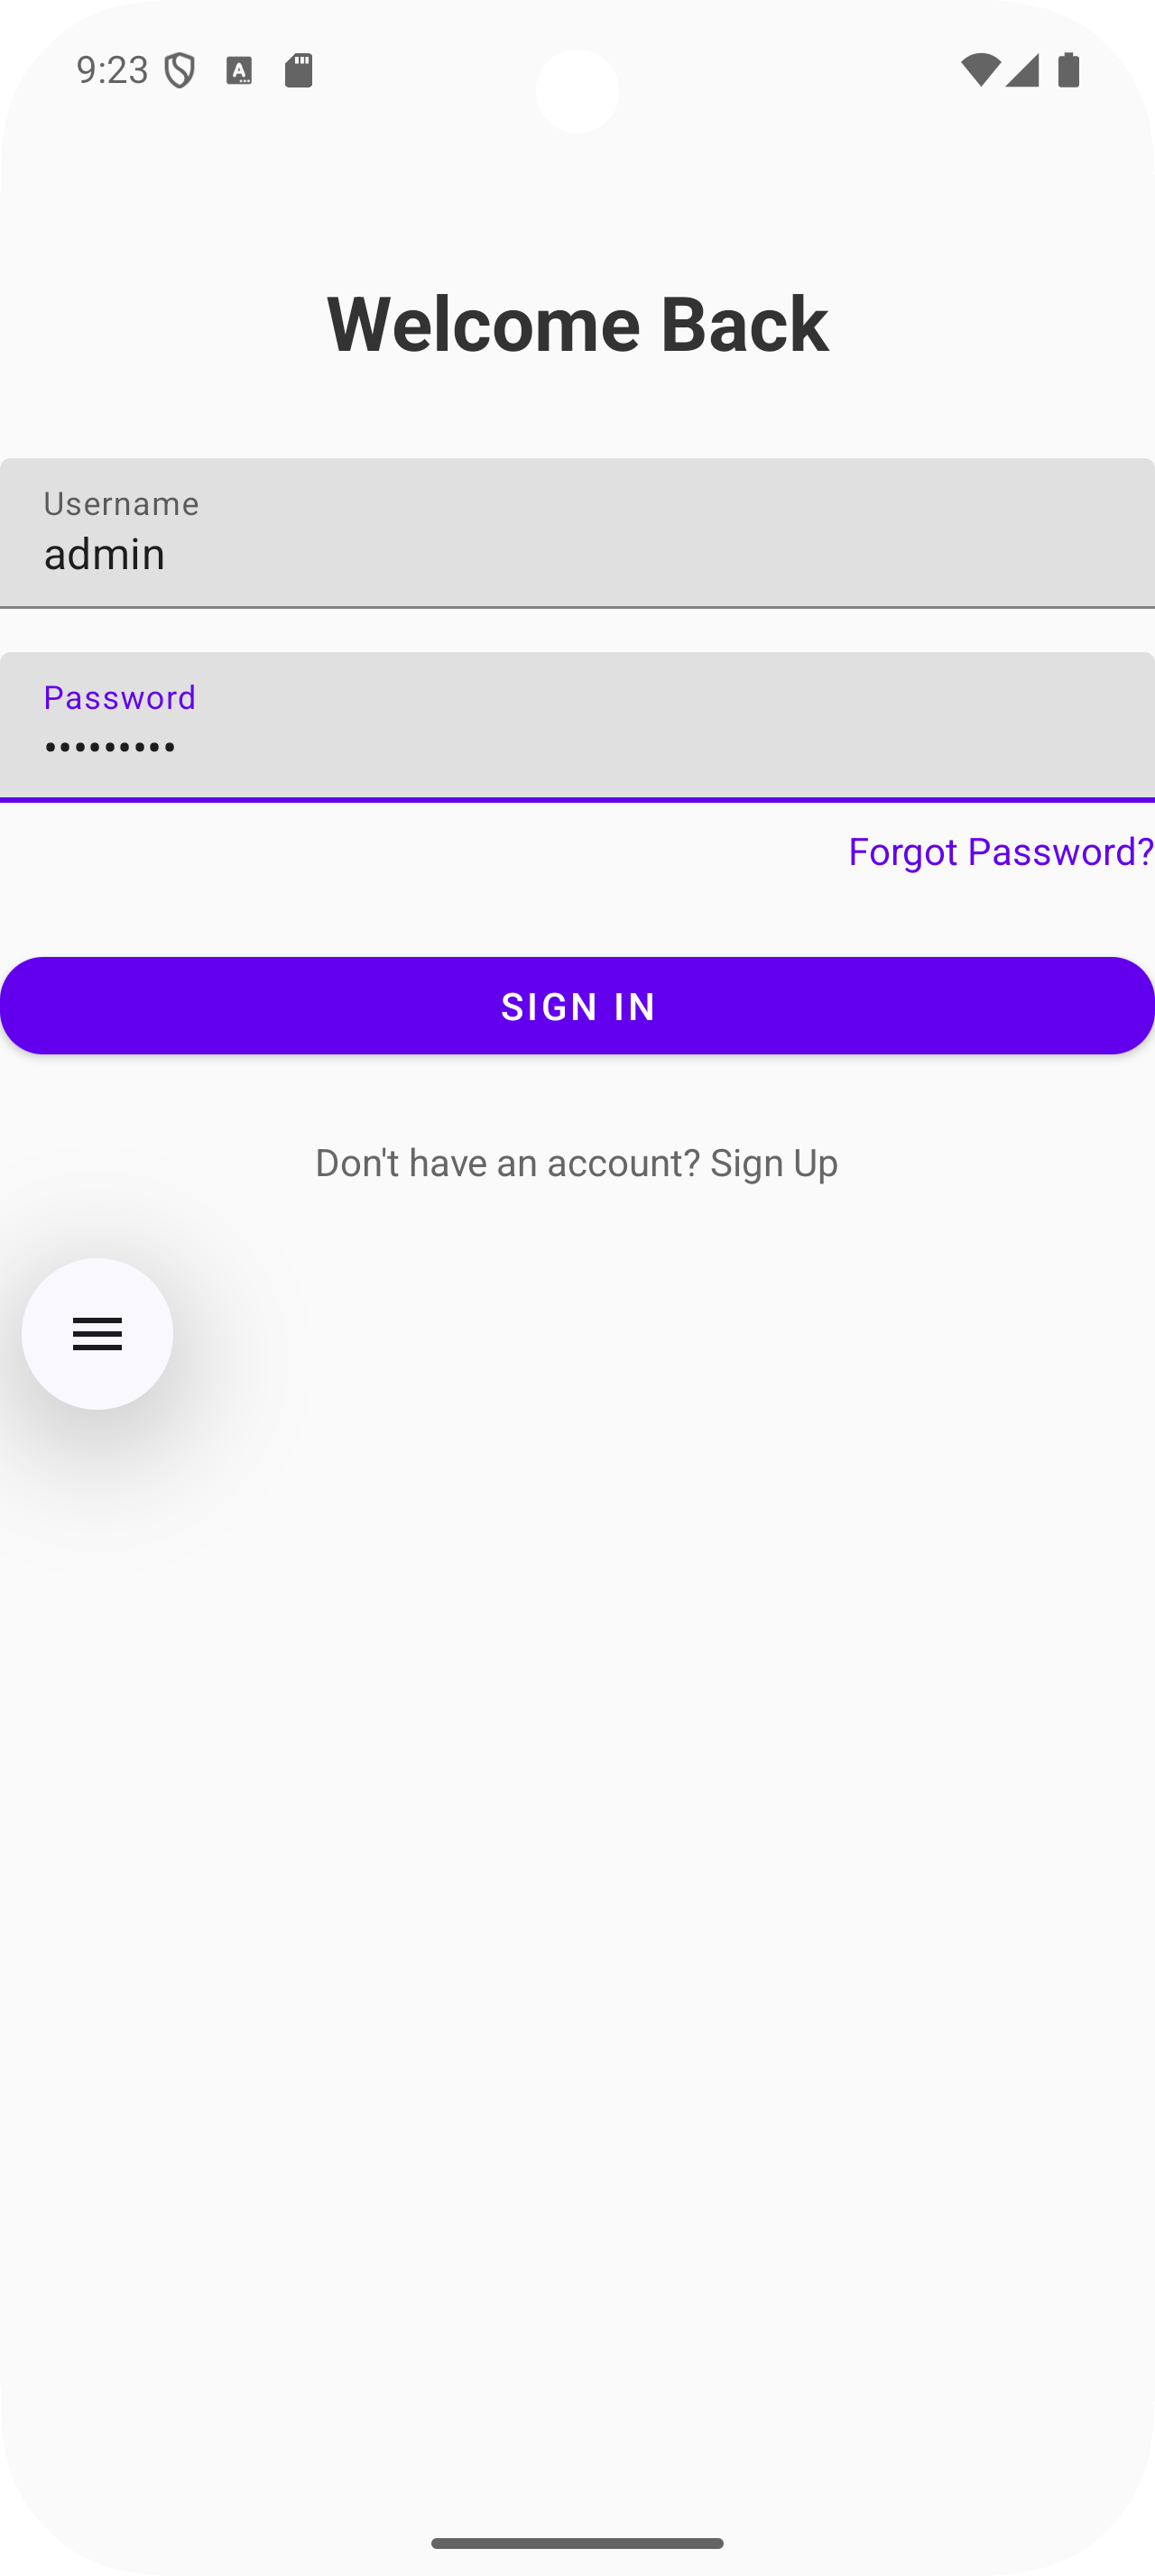 9:23
Welcome Back
Username
admin
Password
•••••••••
Forgot Password?
SIGN IN
Don't have an account? Sign Up